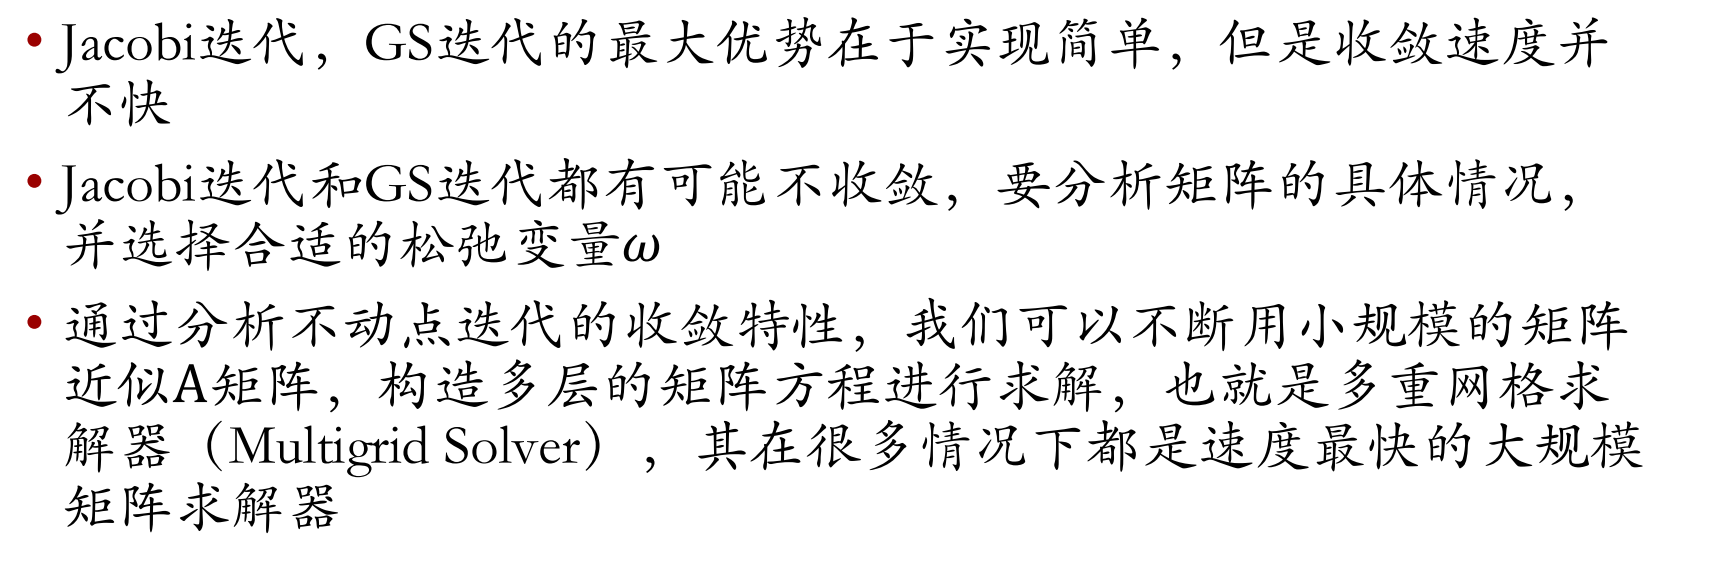 • Jacobi迭代，GS迭代的最大优势在于实现简单，但是收敛速度并
不快
• Jacobi迭代和GS迭代都有可能不收敛，要分析矩阵的具体情况，
并选择合适的松弛变量ω
• 通过分析不动点迭代的收敛特性，我们可以不断用小规模的矩阵
近似A矩阵，构造多层的矩阵方程进行求解，也就是多重网格求
解器（Multigrid Solver），其在很多情况下都是速度最快的大规模
矩阵求解器